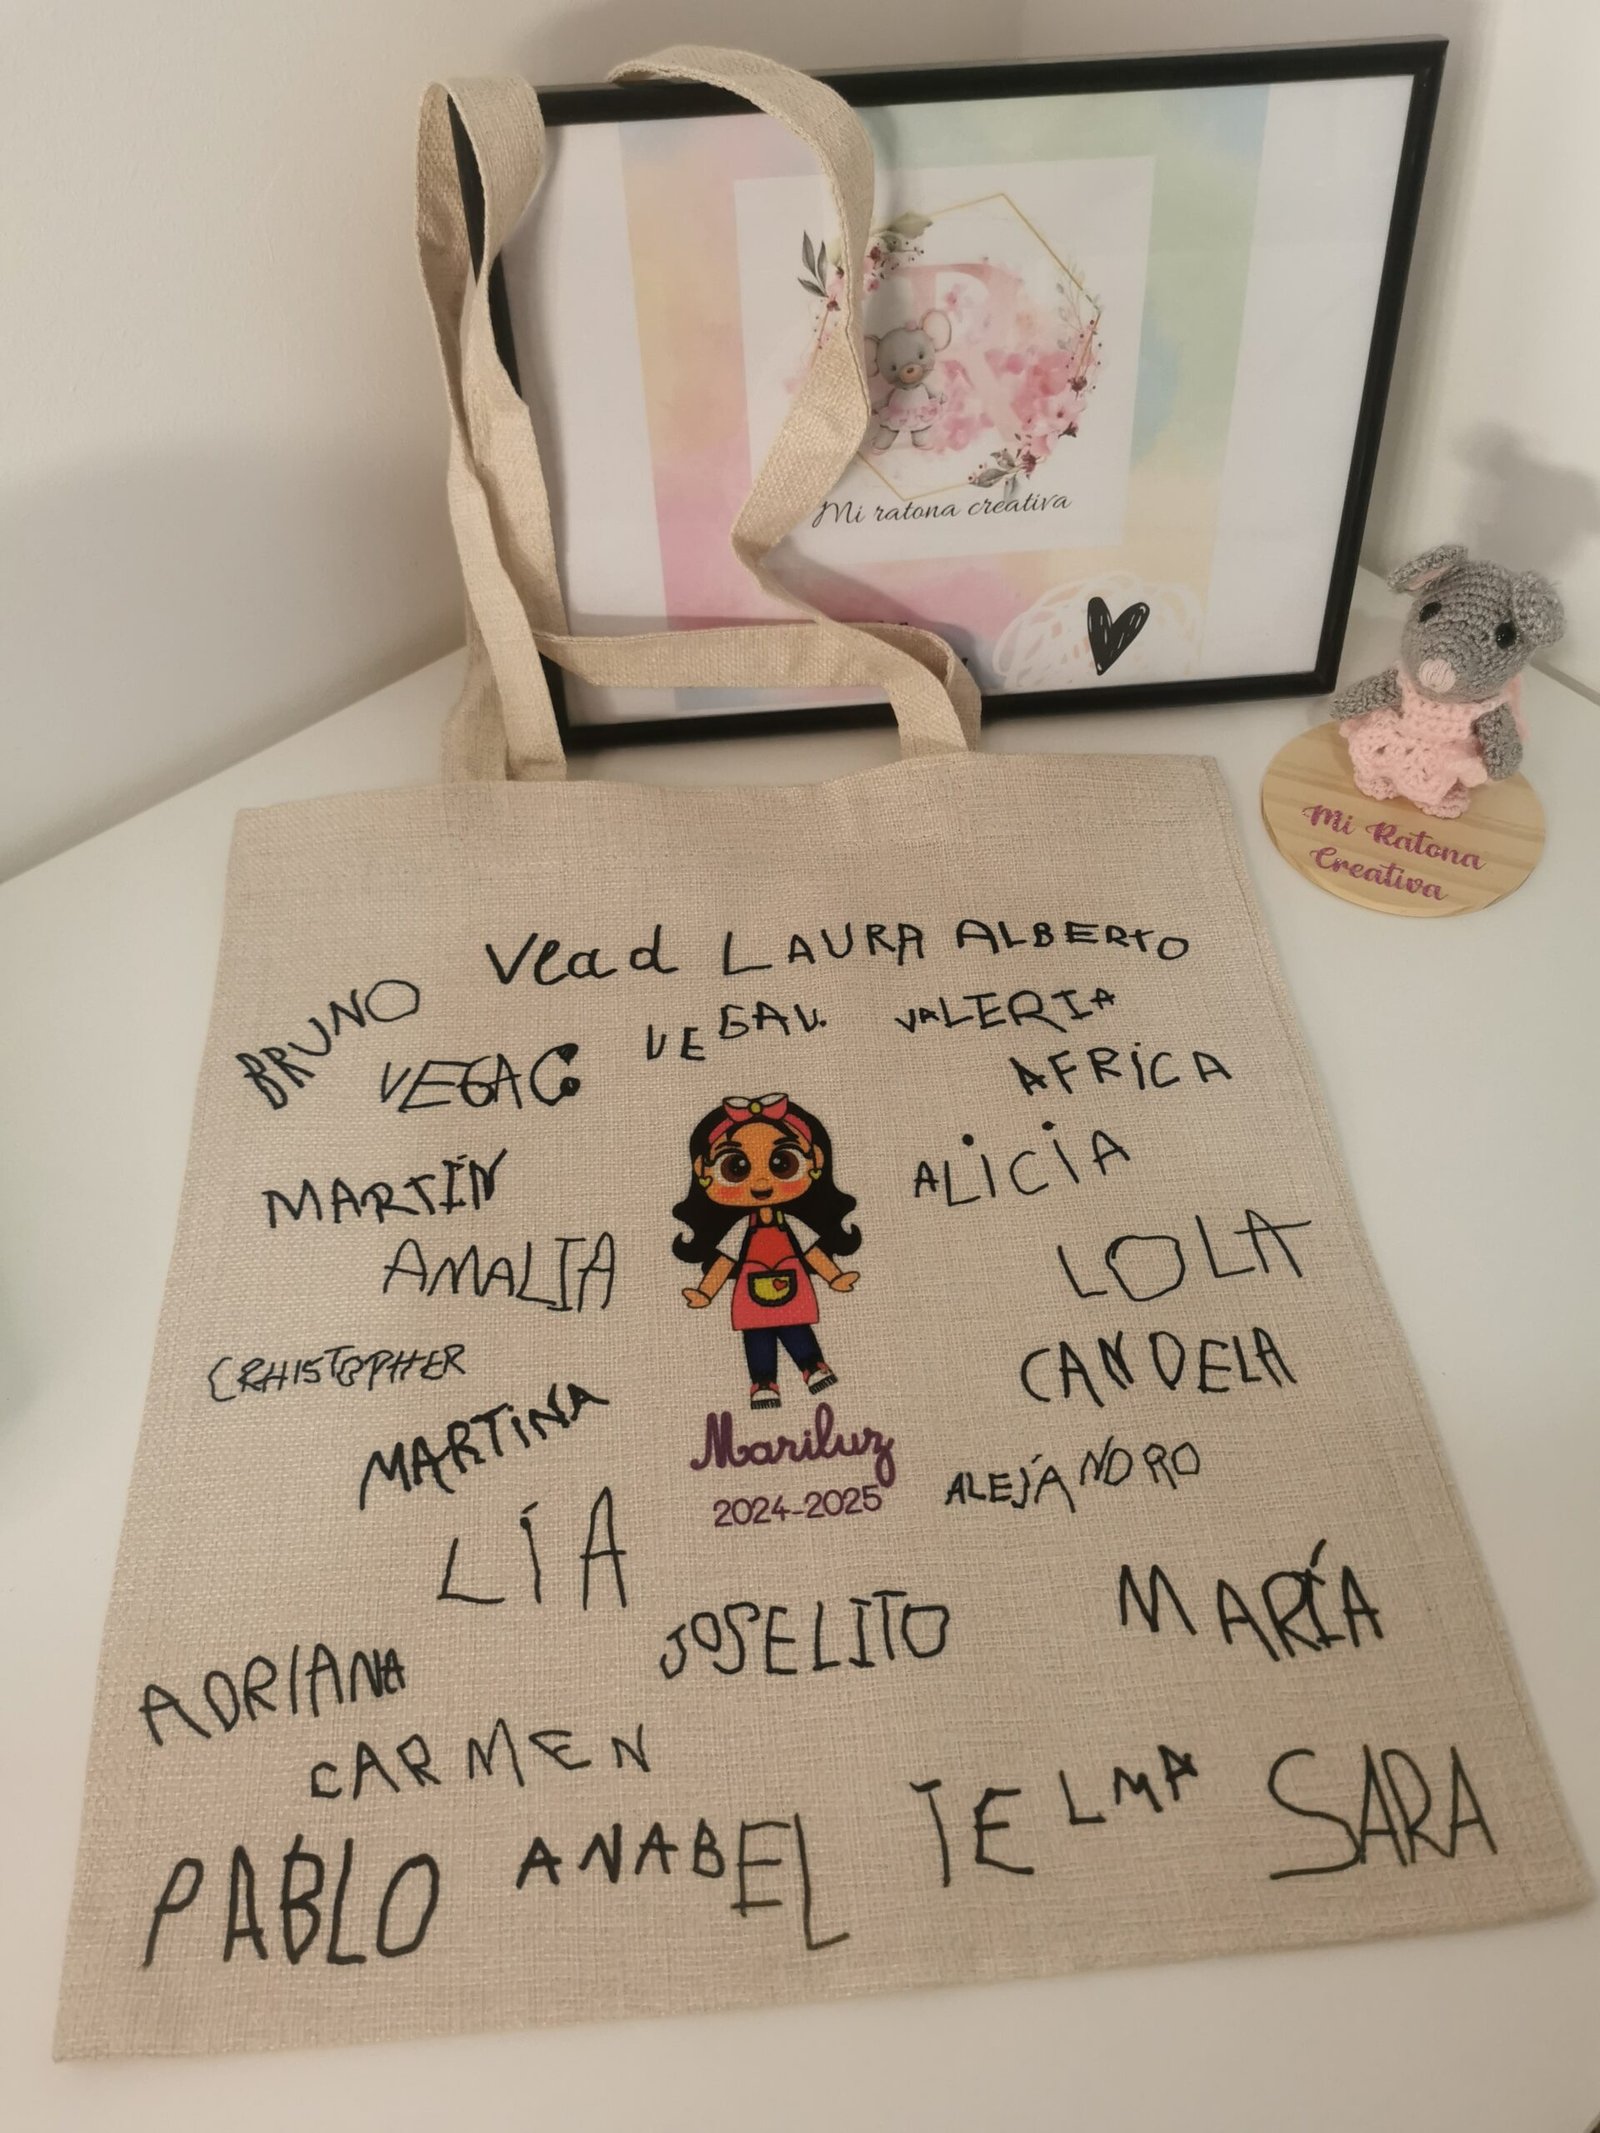 Mi ratona creativa
Mi Ratona
Creativa
Vlad LAURA ALBERTO
BRUNO
VEGA V. VALERIA
VEGA C
AFRICA
MARTÍN
ALICIA
AMALIA
LOLA
CRHISTOPHER
CANDELA
MARTINA
Mariluz
2024-2025
ALEJANDRO
LÍA
JOSELITO
MARÍA
ADRIANA
CARMEN
TELMA
SARA
PABLO
ANABEL